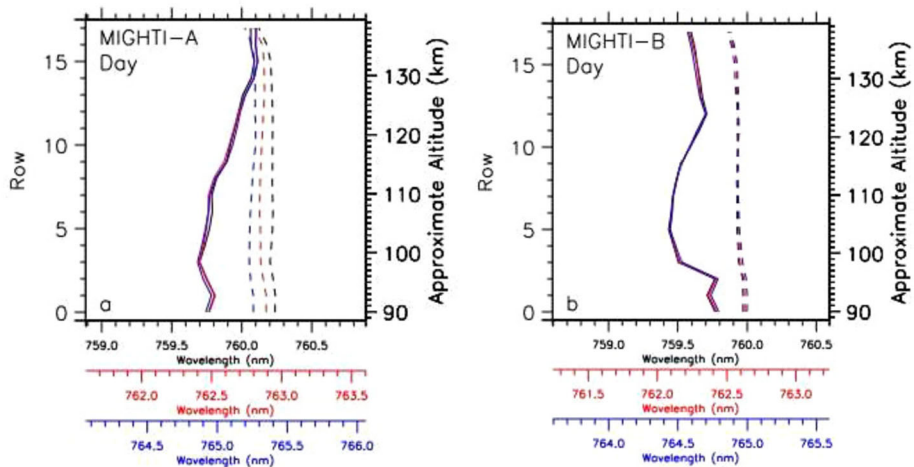 MIGHTI-A
Day
Row
15
10
5
0
130
120
110
100
90
Approximate Altitude (km)
a
759.0
759.5
760.0
760.5
Wavelength (nm)
762.0
762.5
763.0
763.5
Wavelength (nm)
764.5
765.0
765.5
766.0
Wavelength (nm)
MIGHTI-B
Day
Row
15
10
5
0
130
120
110
100
90
Approximate Altitude (km)
b
759.0
759.5
760.0
760.5
Wavelength (nm)
761.5
762.0
762.5
763.0
Wavelength (nm)
764.0
764.5
765.0
765.5
Wavelength (nm)